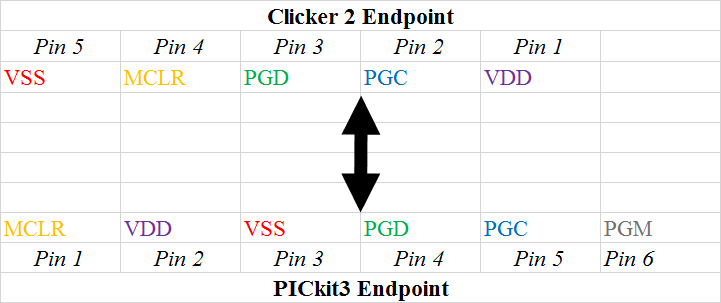 Clicker 2 Endpoint
Pin 5 Pin 4 Pin 3 Pin 2 Pin 1
VSS MCLR PGD PGC VDD
MCLR VDD VSS PGD PGC PGM
Pin 1 Pin 2 Pin 3 Pin 4 Pin 5 Pin 6
PICkit3 Endpoint